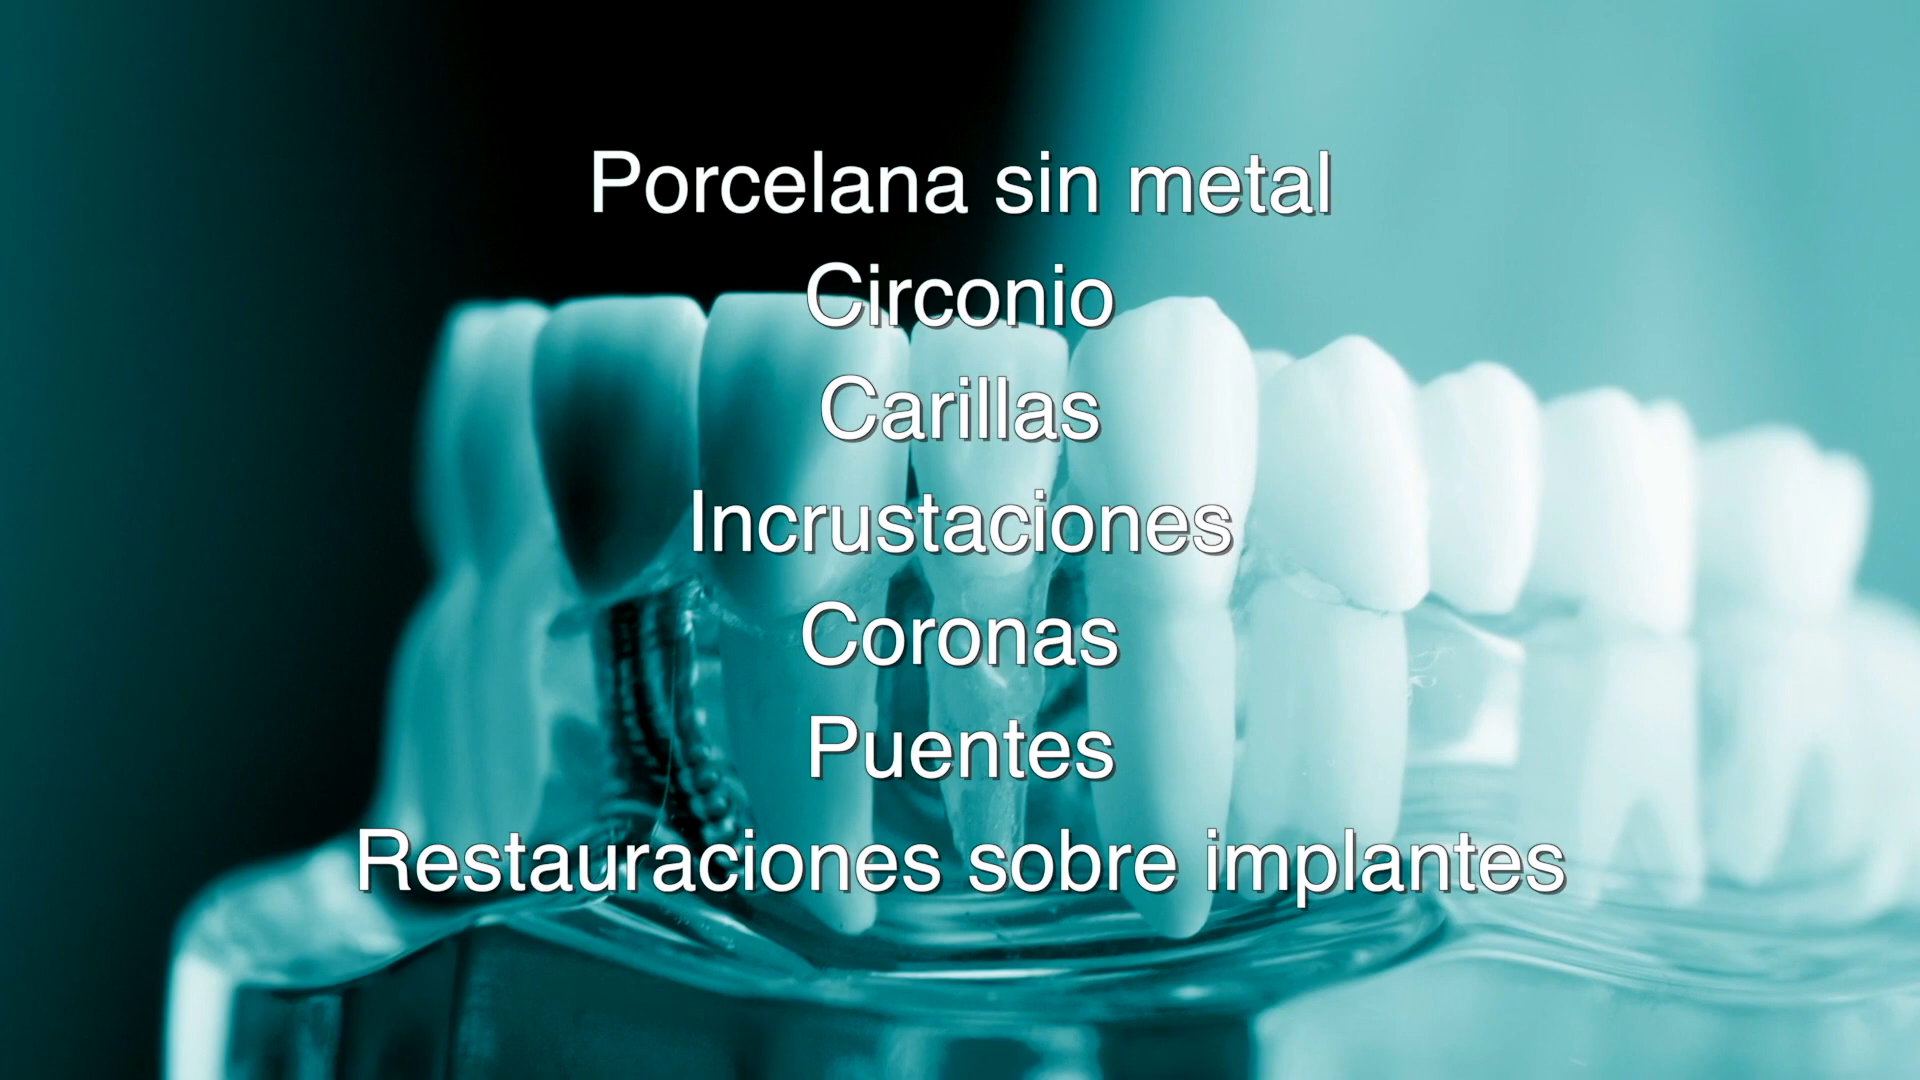 Porcelana sin metal
Circonio
Carillas
Incrustaciones
Coronas
Puentes
Restauraciones sobre implantes